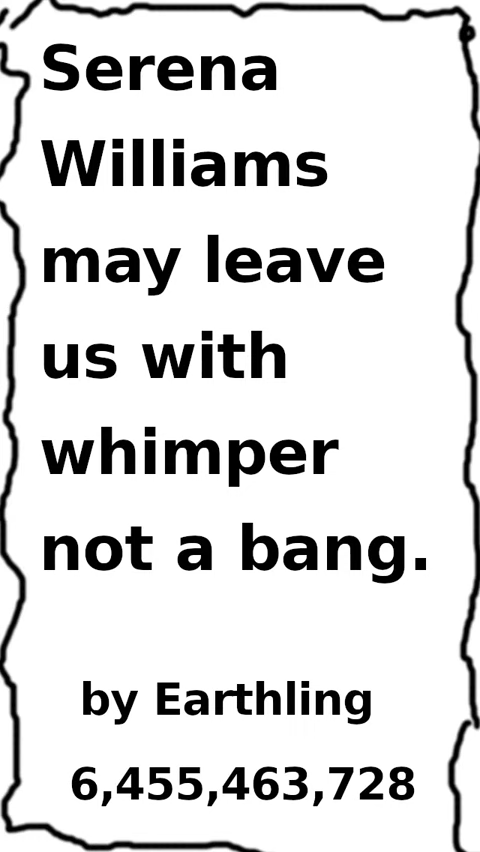 Serena
Williams
may leave
us with
whimper
not a bang.
by Earthling
6,455,463,728